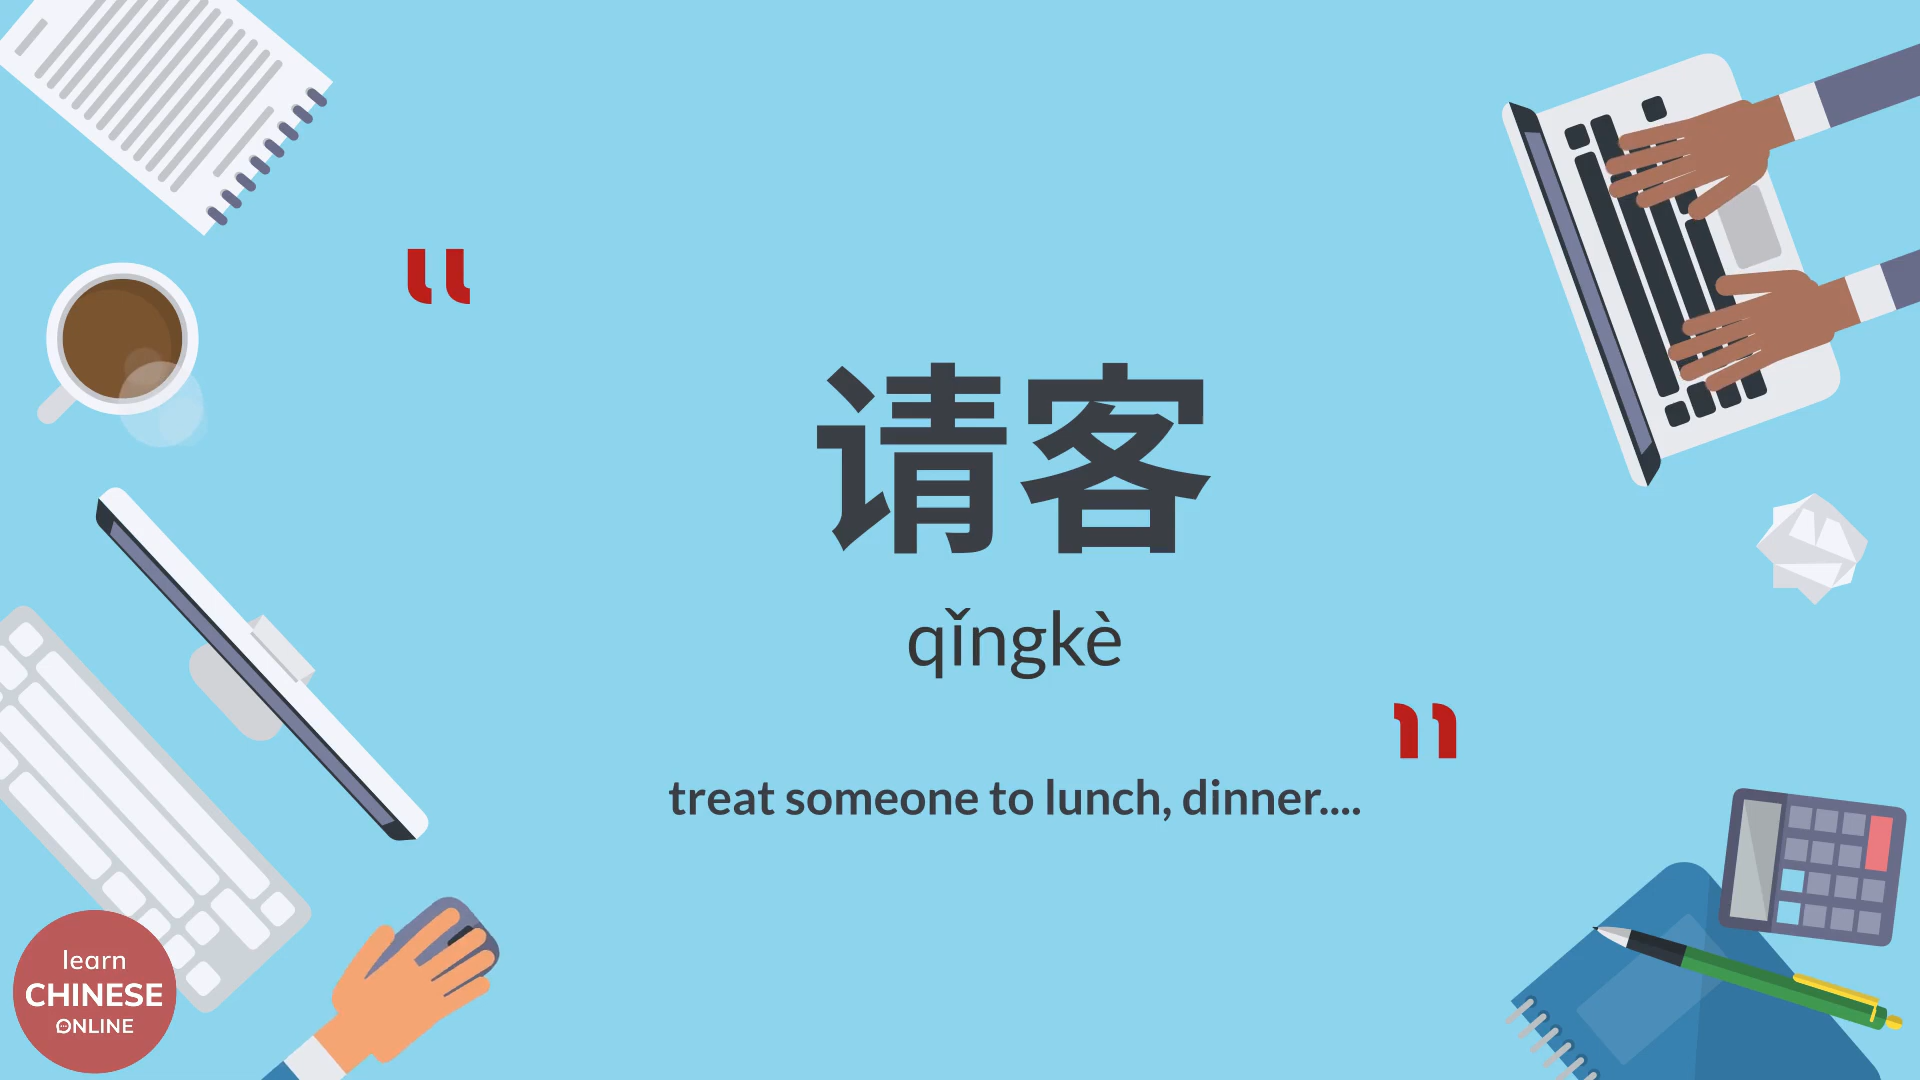 "
请客
qǐngkè
"
treat someone to lunch, dinner....
learn
CHINESE
ONLINE